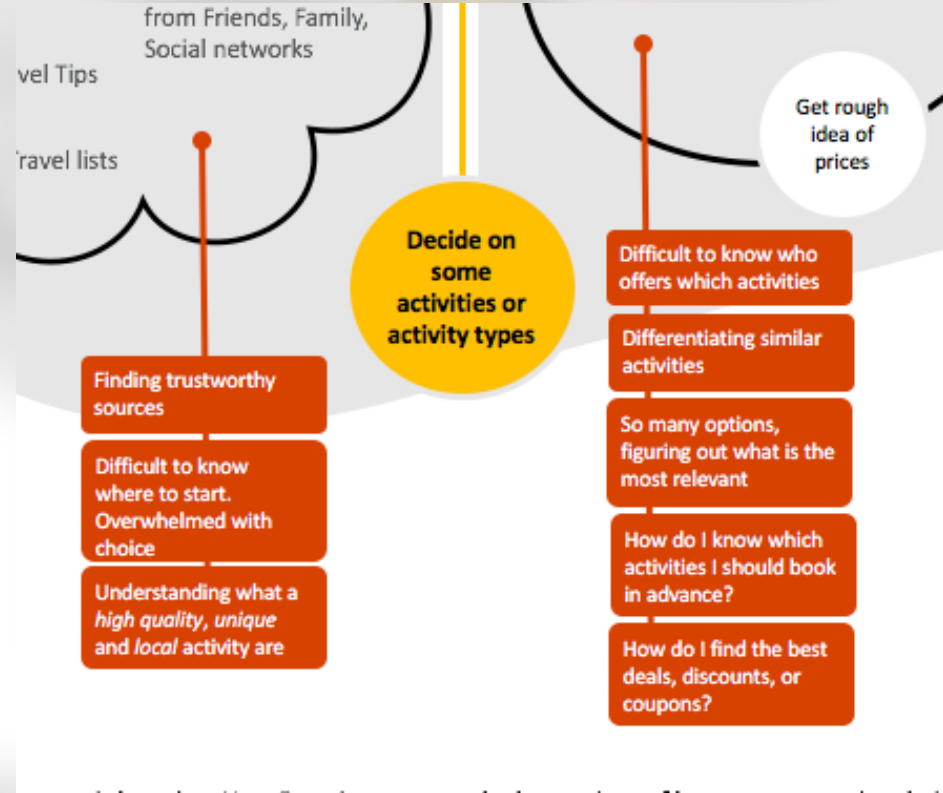 from Friends, Family,
Social networks
vel Tips
Travel lists
Get rough
idea of
prices
Decide on
some
activities or
activity types
Finding trustworthy
sources
Difficult to know
where to start.
Overwhelmed with
choice
Understanding what a
high quality, unique
and local activity are
Difficult to know who
offers which activities
Differentiating similar
activities
So many options,
figuring out what is the
most relevant
How do I know which
activities I should book
in advance?
How do I find the best
deals, discounts, or
coupons?